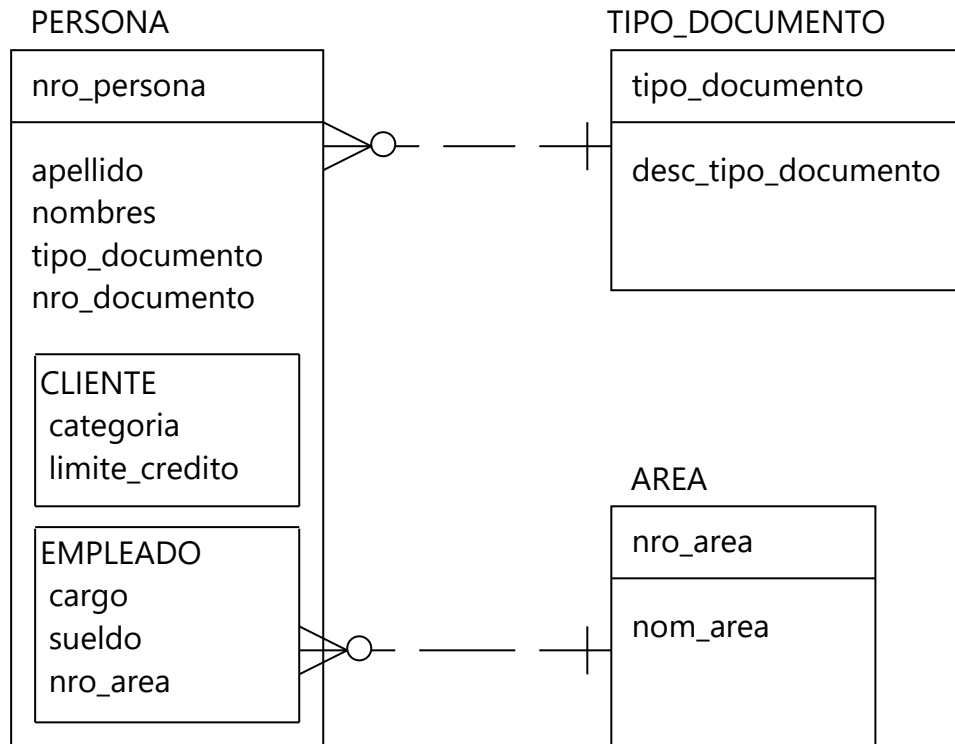 PERSONA
nro_persona
apellido
nombres
tipo_documento
nro_documento
CLIENTE
categoria
limite_credito
EMPLEADO
cargo
sueldo
nro_area
TIPO_DOCUMENTO
tipo_documento
desc_tipo_documento
AREA
nro_area
nom_area